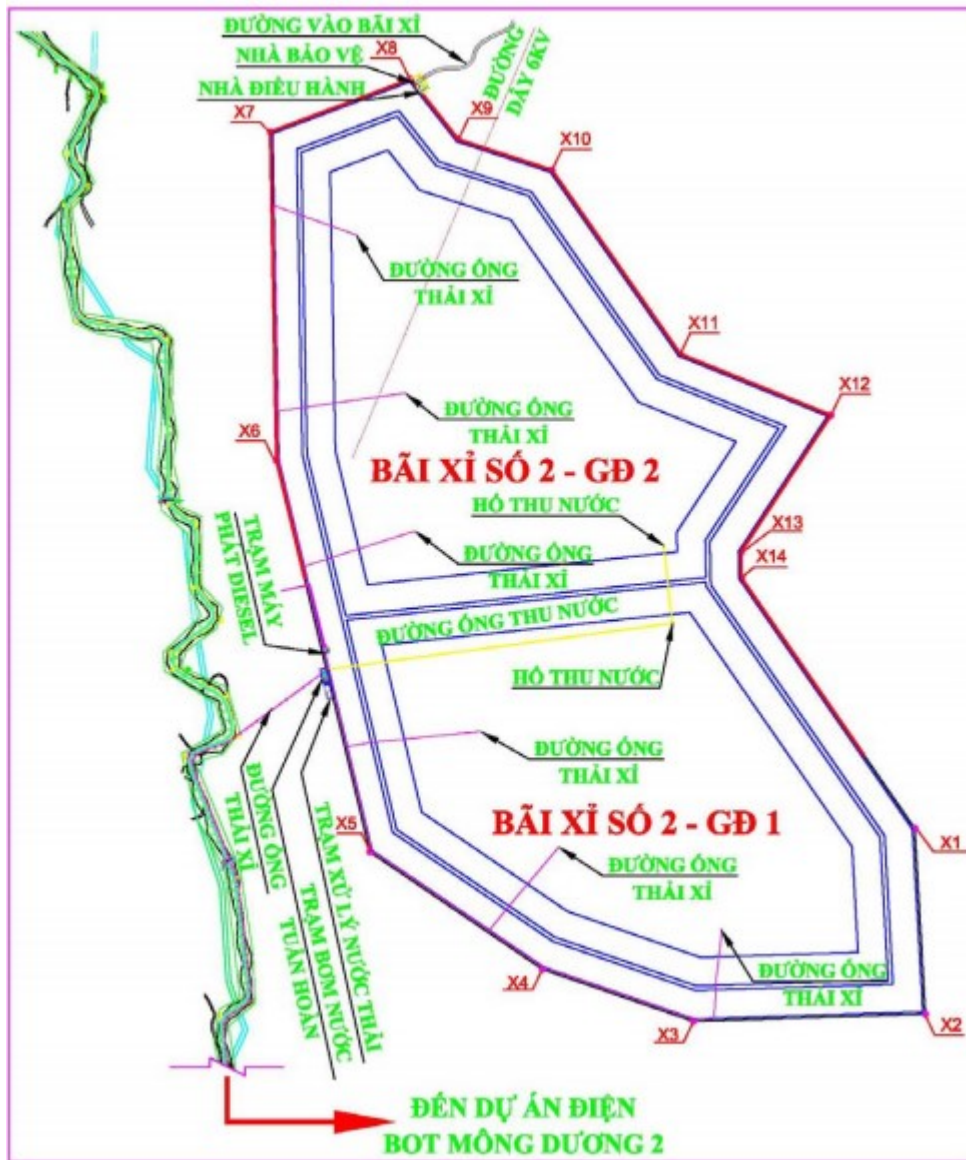 ĐƯỜNG VÀO BÃI XỈ
X8
NHÀ BẢO VỆ
NHÀ ĐIỀU HÀNH
ĐƯỜNG
DÂY 6KV
X7
X9
X10
ĐƯỜNG ỐNG
THẢI XỈ
X11
X12
ĐƯỜNG ỐNG
THẢI XỈ
X6
BÃI XỈ SỐ 2 - GĐ 2
HỐ THU NƯỚC
X13
TRẠM MÁY
PHÁT DIESEL
ĐƯỜNG ỐNG
THẢI XỈ
X14
ĐƯỜNG ỐNG THU NƯỚC
HỐ THU NƯỚC
ĐƯỜNG ỐNG
THẢI XỈ
X5
BÃI XỈ SỐ 2 - GĐ 1
X1
ĐƯỜNG ỐNG
THẢI XỈ
ĐƯỜNG ỐNG
THẢI XỈ
TRẠM XỬ LÝ NƯỚC THẢI
TRẠM BƠM NƯỚC
TUẦN HOÀN
X4
ĐƯỜNG ỐNG
THẢI XỈ
X3
X2
ĐẾN DỰ ÁN ĐIỆN
BOT MÔNG DƯƠNG 2